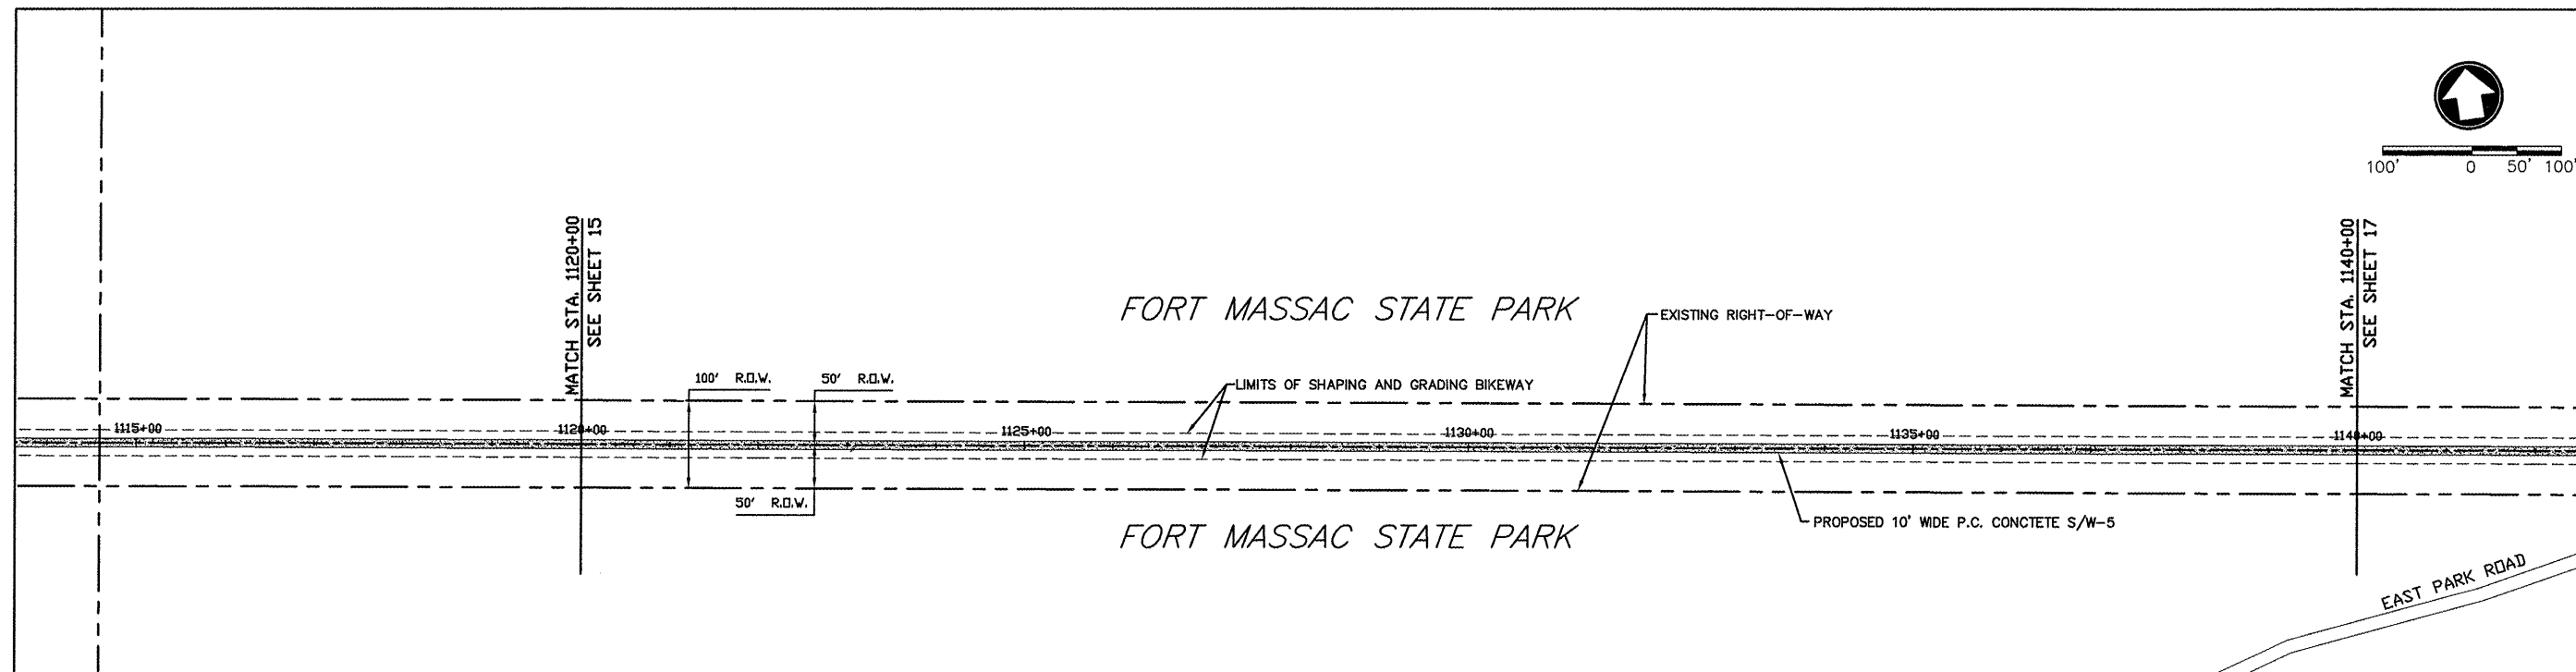 100' 0 50' 100'
MATCH STA. 1120+00
SEE SHEET 15
MATCH STA. 1140+00
SEE SHEET 17
FORT MASSAC STATE PARK
EXISTING RIGHT-OF-WAY
100' R.O.W.
50' R.O.W.
LIMITS OF SHAPING AND GRADING BIKEWAY
1115+00
1120+00
1125+00
1130+00
1135+00
1140+00
50' R.O.W.
PROPOSED 10' WIDE P.C. CONCTETE S/W-5
FORT MASSAC STATE PARK
EAST PARK ROAD